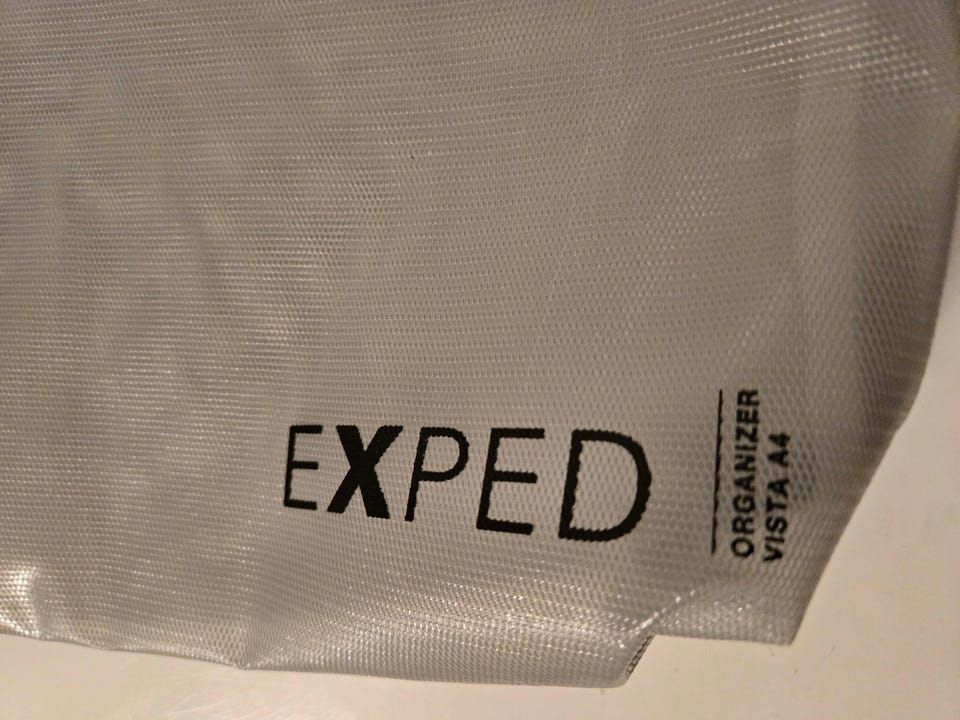 EXPED
ORGANIZER
VISTA A4